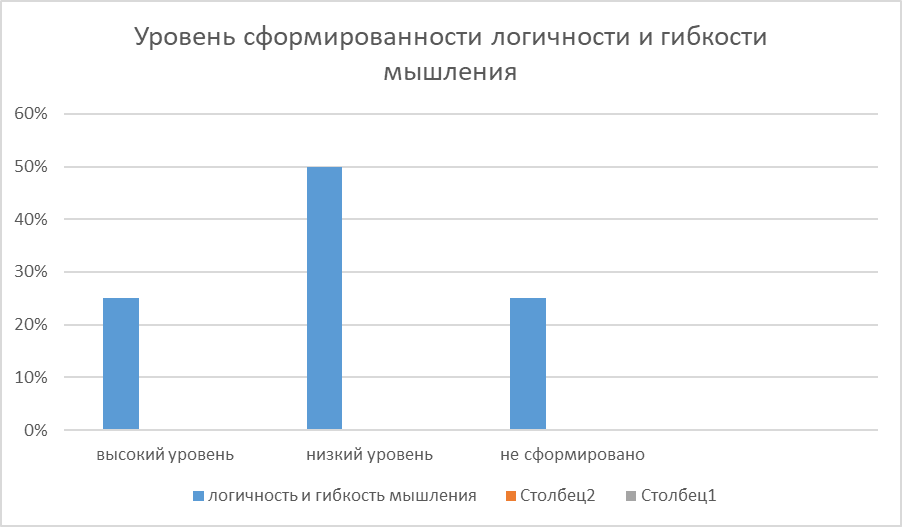 Уровень сформированности логичности и гибкости
мышления
60%
50%
40%
30%
20%
10%
0%
высокий уровень
низкий уровень
не сформировано
логичность и гибкость мышления
Столбец2
Столбец1